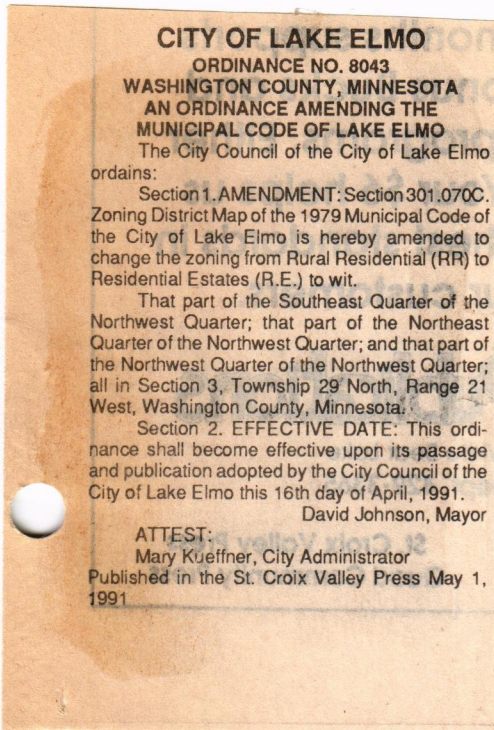 CITY OF LAKE ELMO
ORDINANCE NO. 8043
WASHINGTON COUNTY, MINNESOTA
AN ORDINANCE AMENDING THE
MUNICIPAL CODE OF LAKE ELMO
The City Council of the City of Lake Elmo
ordains:
Section 1. AMENDMENT: Section 301.070C.
Zoning District Map of the 1979 Municipal Code of
the City of Lake Elmo is hereby amended to
change the zoning from Rural Residential (RR) to
Residential Estates (R.E.) to wit.
That part of the Southeast Quarter of the
Northwest Quarter; that part of the Northeast
Quarter of the Northwest Quarter; and that part of
the Northwest Quarter of the Northwest Quarter;
all in Section 3, Township 29 North, Range 21
West, Washington County, Minnesota.
Section 2. EFFECTIVE DATE: This ordi-
nance shall become effective upon its passage
and publication adopted by the City Council of the
City of Lake Elmo this 16th day of April, 1991.
David Johnson, Mayor
ATTEST:
Mary Kueffner, City Administrator
Published in the St. Croix Valley Press May 1,
1991